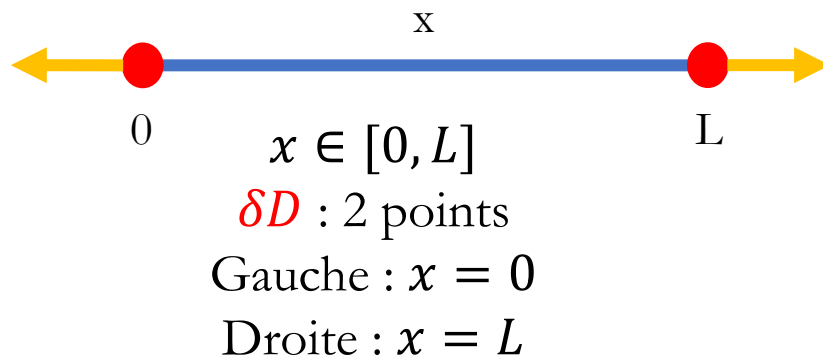 x
0 L
x ∈ [0, L]
δD : 2 points
Gauche : x = 0
Droite : x = L